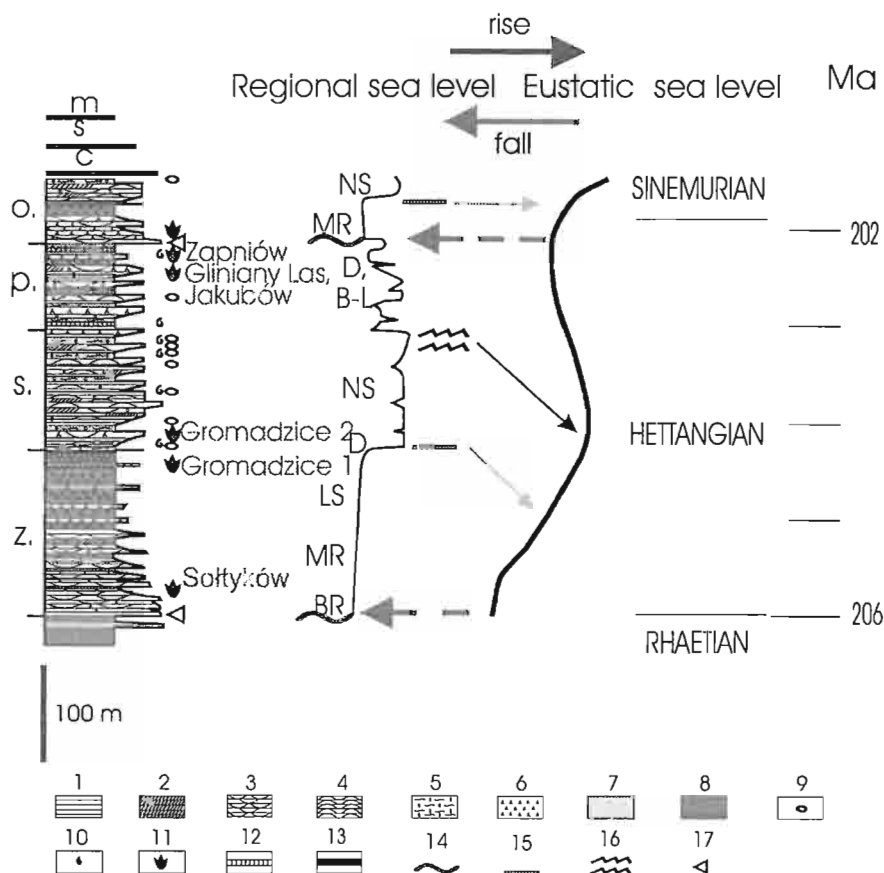 rise
Regional sea level Eustatic sea level Ma
fall
m
s
c
NS SINEMURIAN
o.
MR 202
Zapniów
D,
Gliniany Las,
p.
B-L
Jakubów
s.
NS
Gromadzice 2 HETTANGIAN
D
Gromadzice 1
LS
z.
MR
Sołtyków
BR 206
RHAETIAN
100 m
1 2 3 4 5 6 7 8 9
10 11 12 13 14 15 16 17